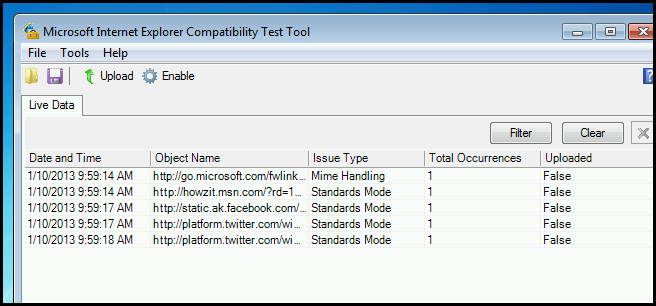 Microsoft Internet Explorer Compatibility Test Tool
File Tools Help
Upload Enable
Live Data
Filter Clear
Date and Time Object Name Issue Type Total Occurrences Uploaded
1/10/2013 9:59:14 AM http://go.microsoft.com/fwlink... Mime Handling 1 False
1/10/2013 9:59:14 AM http://howzit.msn.com/?rd=1... Standards Mode 1 False
1/10/2013 9:59:17 AM http://static.ak.facebook.com/... Standards Mode 1 False
1/10/2013 9:59:17 AM http://platform.twitter.com/wi... Standards Mode 1 False
1/10/2013 9:59:18 AM http://platform.twitter.com/wi... Standards Mode 1 False